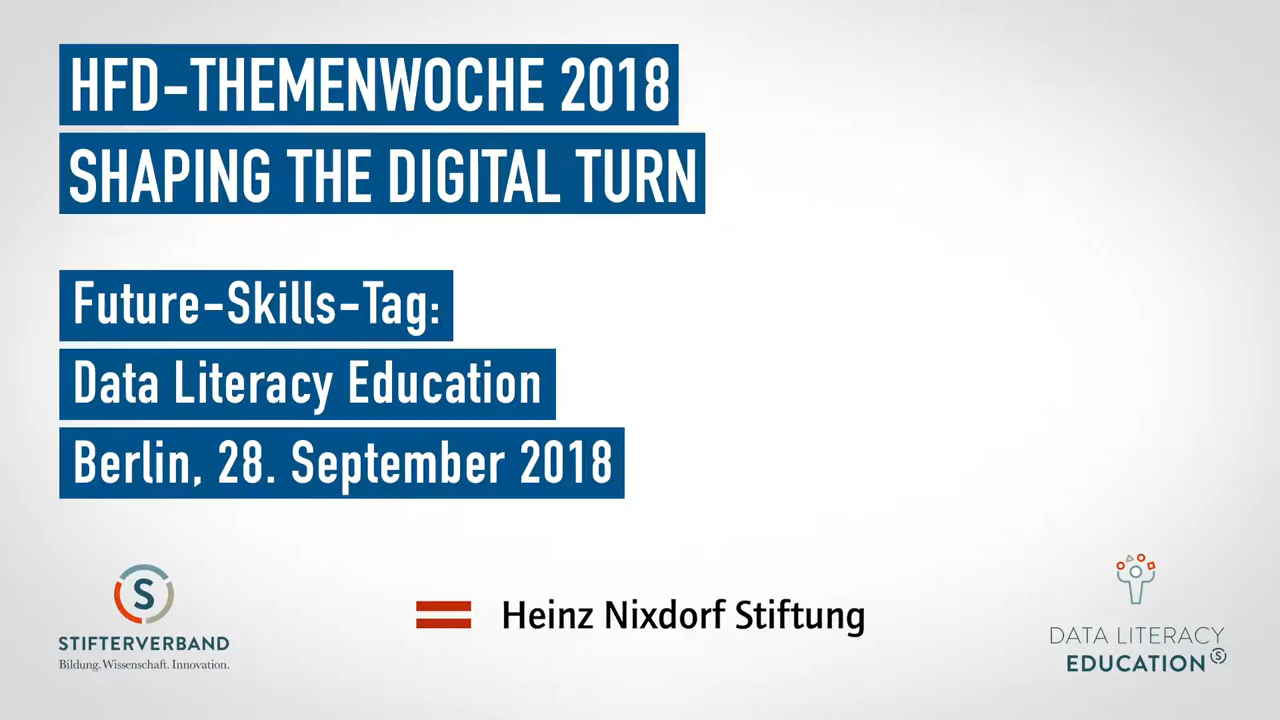 HFD-THEMENWOCHE 2018
SHAPING THE DIGITAL TURN
Future-Skills-Tag:
Data Literacy Education
Berlin, 28. September 2018
S
STIFTERVERBAND
Bildung. Wissenschaft. Innovation.
Heinz Nixdorf Stiftung
DATA LITERACY
EDUCATION S